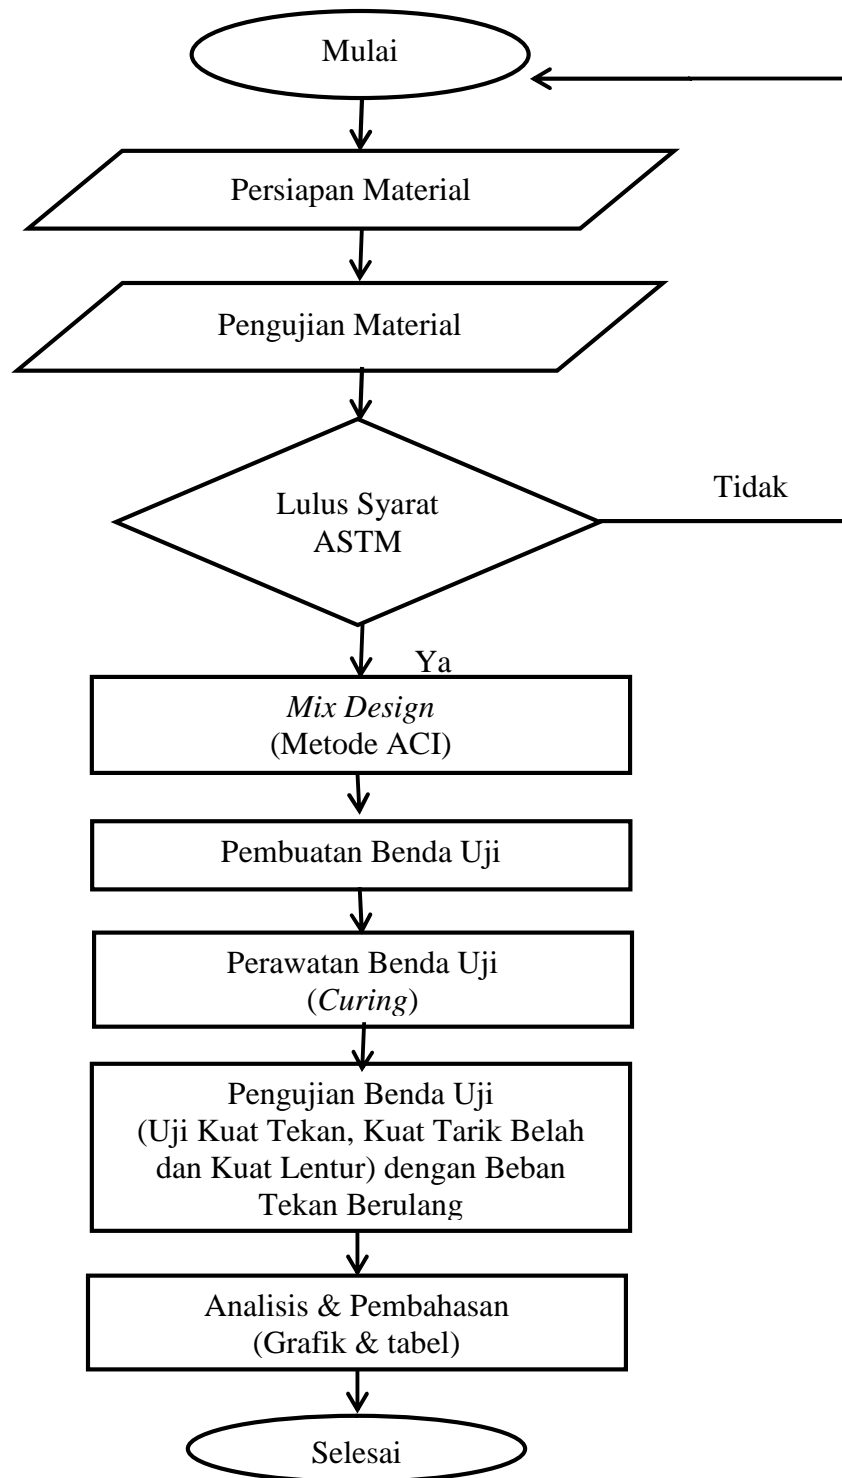 Mulai
Persiapan Material
Pengujian Material
Lulus Syarat
ASTM
Tidak
Ya
Mix Design
(Metode ACI)
Pembuatan Benda Uji
Perawatan Benda Uji
(Curing)
Pengujian Benda Uji
(Uji Kuat Tekan, Kuat Tarik Belah
dan Kuat Lentur) dengan Beban
Tekan Berulang
Analisis & Pembahasan
(Grafik & tabel)
Selesai